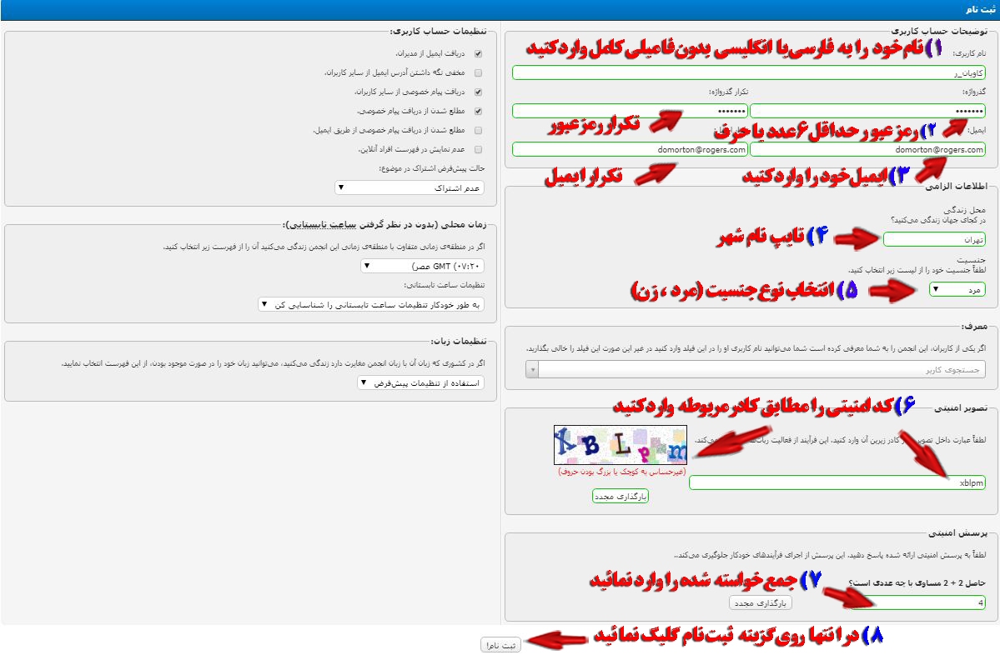 ثبت نام
توضیحات حساب کاربری:
۱) نام خود را به فارسی یا انگلیسی بدون فامیلی کامل وارد کنید
نام کاربری:
کاویان_ر
گذرواژه:
تکرار گذرواژه:
•••••••
•••••••
تکرار رمز عبور
۲) رمز عبور حداقل ۶ عدد یا حرف
ایمیل:
domorton@rogers.com
domorton@rogers.com
۳) ایمیل خود را وارد کنید
تکرار ایمیل
اطلاعات الزامی
محل زندگی
در کجای جهان زندگی می‌کنید؟
تهران
۴) تایپ نام شهر
جنسیت
لطفاً جنسیت خود را از لیست زیر انتخاب کنید.
مرد
۵) انتخاب نوع جنسیت (مرد ، زن)
معرف:
اگر یکی از کاربران، این انجمن را به شما معرفی کرده است شما می‌توانید نام کاربری او را در این فیلد وارد کنید در غیر این صورت این فیلد را خالی بگذارید.
جستجوی کاربر
تصویر امنیتی
۶) کد امنیتی را مطابق کادر مربوطه وارد کنید
لطفاً عبارت داخل تصویر کادر زیرین آن وارد کنید. این فرآیند از فعالیت می‌کند.
X B L P m
(غیرحساس به کوچک یا بزرگ بودن حروف)
xblpm
بارگذاری مجدد
پرسش امنیتی
لطفاً به پرسش امنیتی ارائه شده پاسخ دهید. این پرسش از اجرای فرآیندهای خودکار جلوگیری می‌کند..
حاصل 2 + 2 مساوی با چه عددی است؟
۷) جمع خواسته شده را وارد نمائید
4
بارگذاری مجدد
تنظیمات حساب کاربری:
دریافت ایمیل از مدیران.
مخفی نگه داشتن آدرس ایمیل از سایر کاربران.
دریافت پیام خصوصی از سایر کاربران.
مطلع شدن از دریافت پیام خصوصی.
مطلع شدن از دریافت پیام خصوصی از طریق ایمیل.
عدم نمایش در فهرست افراد آنلاین.
حالت پیش‌فرض اشتراک در موضوع:
عدم اشتراک
زمان محلی (بدون در نظر گرفتن ساعت تابستانی):
اگر در منطقه‌ی زمانی متفاوت با منطقه‌ی زمانی این انجمن زندگی می‌کنید آن را از فهرست زیر انتخاب کنید.
GMT (۰۷:۲۰ عصر)
تنظیمات ساعت تابستانی:
به طور خودکار تنظیمات ساعت تابستانی را شناسایی کن
تنظیمات زبان:
اگر در کشوری که زبان آن با زبان انجمن مغایرت دارد زندگی می‌کنید، می‌توانید زبان خود را در صورت موجود بودن، از این فهرست انتخاب نمایید.
استفاده از تنظیمات پیش‌فرض
۸) در انتها روی گزینه ثبت‌نام کلیک نمائید
ثبت نام!